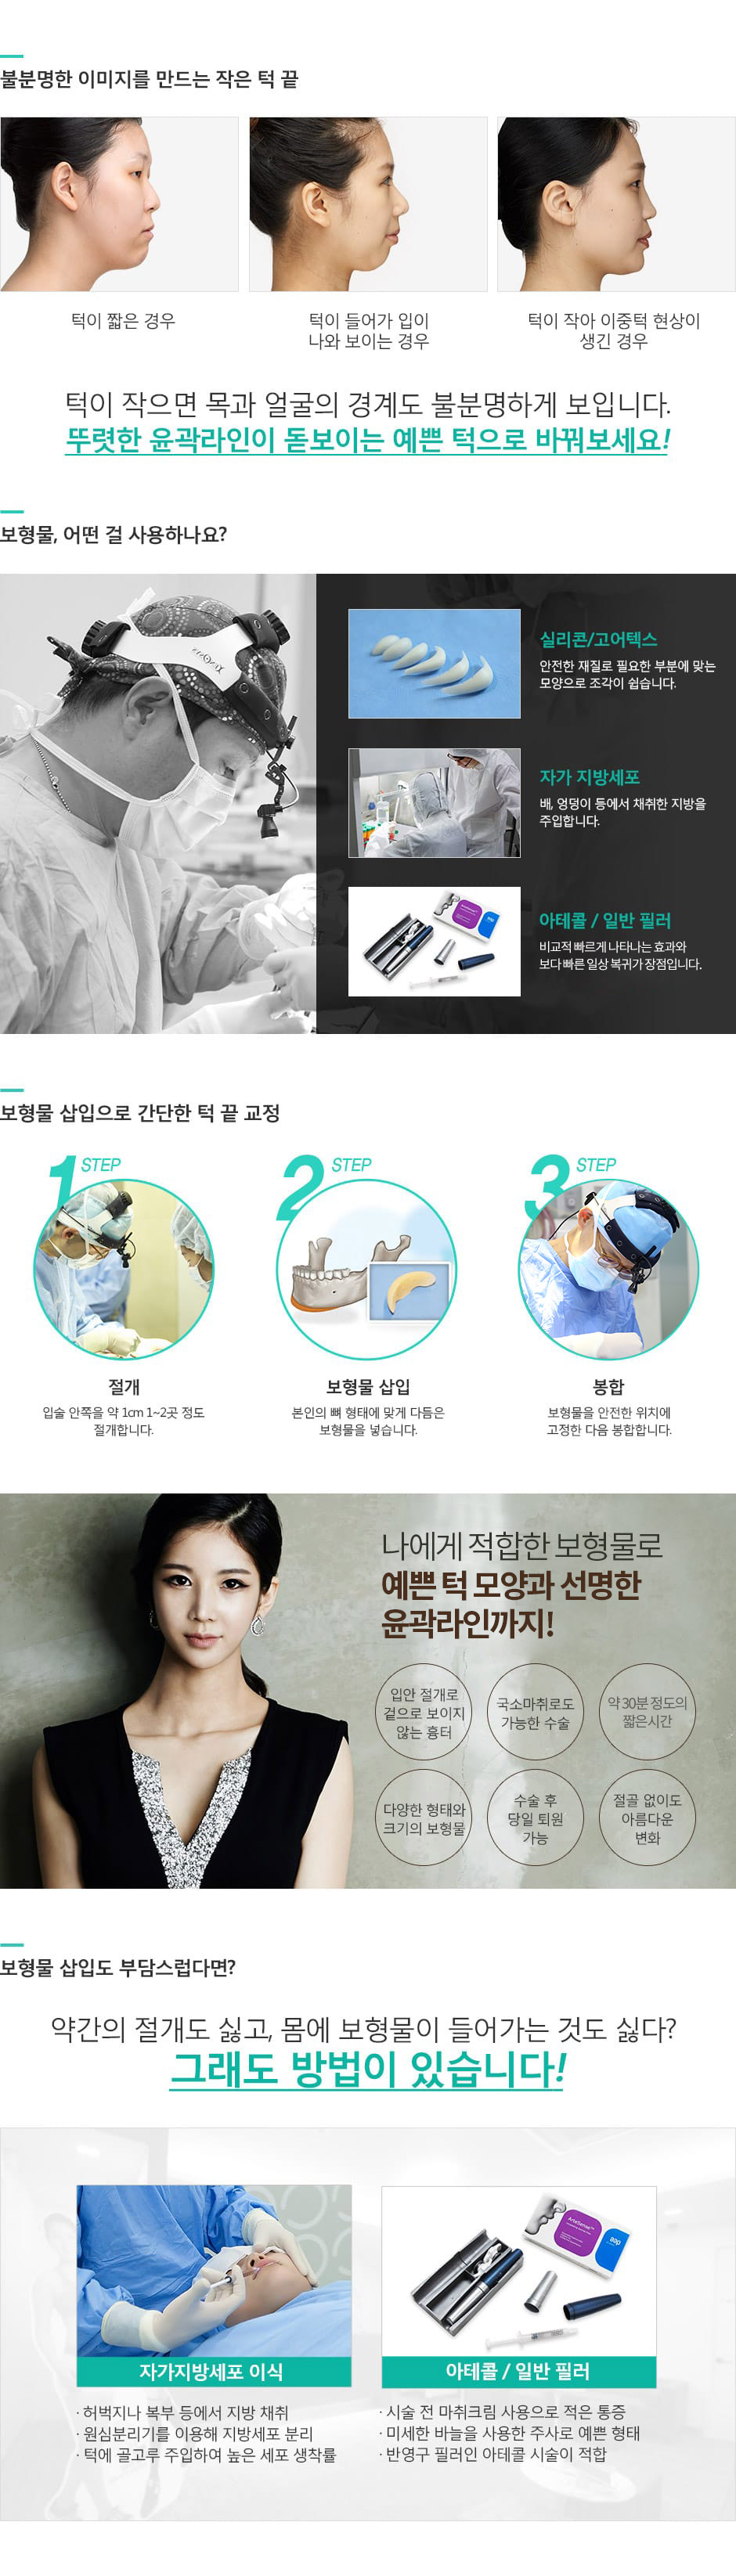 불분명한 이미지를 만드는 작은 턱 끝
턱이 짧은 경우
턱이 들어가 입이
나와 보이는 경우
턱이 작아 이중턱 현상이
생긴 경우
턱이 작으면 목과 얼굴의 경계도 불분명하게 보입니다.
뚜렷한 윤곽라인이 돋보이는 예쁜 턱으로 바꿔보세요!
보형물, 어떤 걸 사용하나요?
실리콘/고어텍스
안전한 재질로 필요한 부분에 맞는
모양으로 조각이 쉽습니다.
자가 지방세포
배, 엉덩이 등에서 채취한 지방을
주입합니다.
아테콜 / 일반 필러
비교적 빠르게 나타나는 효과와
보다 빠른 일상 복귀가 장점입니다.
보형물 삽입으로 간단한 턱 끝 교정
1 STEP
절개
입술 안쪽을 약 1cm 1~2곳 정도
절개합니다.
2 STEP
보형물 삽입
본인의 뼈 형태에 맞게 다듬은
보형물을 넣습니다.
3 STEP
봉합
보형물을 안전한 위치에
고정한 다음 봉합합니다.
나에게 적합한 보형물로
예쁜 턱 모양과 선명한
윤곽라인까지!
입안 절개로
겉으로 보이지
않는 흉터
국소마취로도
가능한 수술
약 30분 정도의
짧은시간
다양한 형태와
크기의 보형물
수술 후
당일 퇴원
가능
절골 없이도
아름다운
변화
보형물 삽입도 부담스럽다면?
약간의 절개도 싫고, 몸에 보형물이 들어가는 것도 싫다?
그래도 방법이 있습니다!
ArteSense™
자가지방세포 이식
· 허벅지나 복부 등에서 지방 채취
· 원심분리기를 이용해 지방세포 분리
· 턱에 골고루 주입하여 높은 세포 생착률
아테콜 / 일반 필러
· 시술 전 마취크림 사용으로 적은 통증
· 미세한 바늘을 사용한 주사로 예쁜 형태
· 반영구 필러인 아테콜 시술이 적합